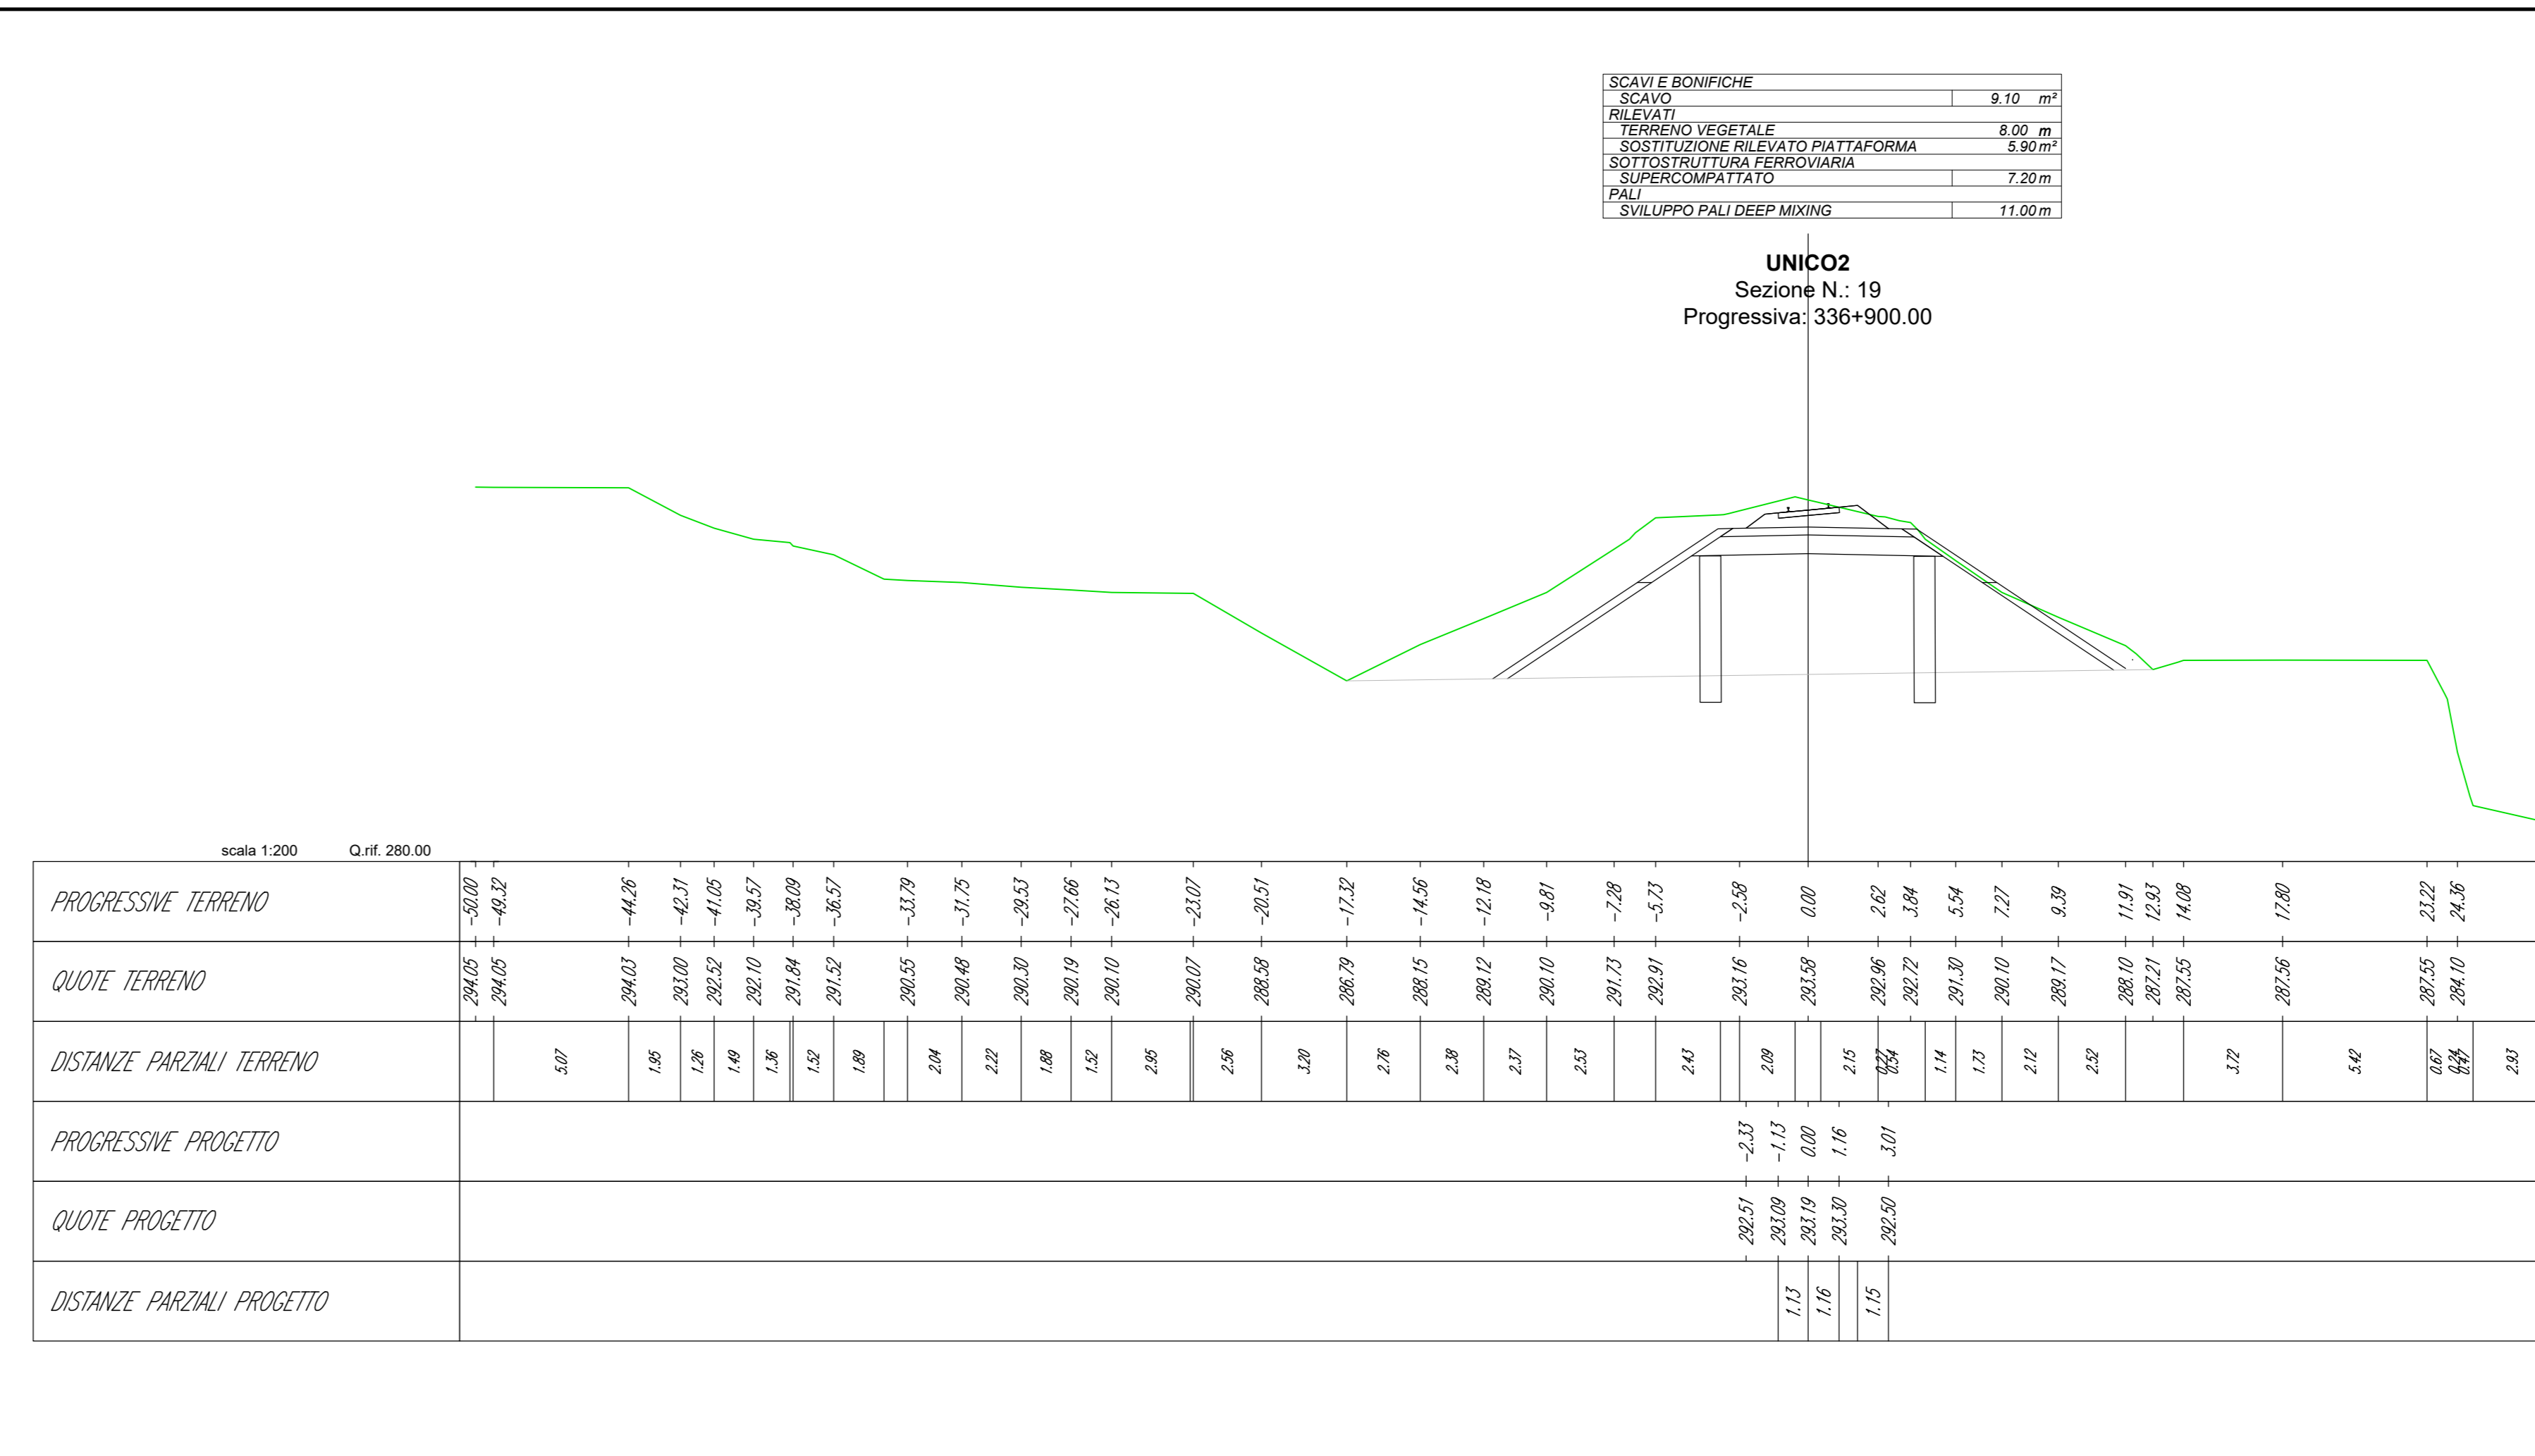 SCAVI E BONIFICHE
SCAVO 9.10 m²
RILEVATI
TERRENO VEGETALE 8.00 m
SOSTITUZIONE RILEVATO PIATTAFORMA 5.90 m²
SOTTOSTRUTTURA FERROVIARIA
SUPERCOMPATTATO 7.20 m
PALI
SVILUPPO PALI DEEP MIXING 11.00 m
UNICO2
Sezione N.: 19
Progressiva: 336+900.00
scala 1:200 Q.rif. 280.00
PROGRESSIVE TERRENO -50.00 -49.32 -44.26 -42.31 -41.05 -39.57 -38.09 -36.57 -33.79 -31.75 -29.53 -27.66 -26.13 -23.07 -20.51 -17.32 -14.56 -12.18 -9.81 -7.28 -5.73 -2.58 0.00 2.62 3.84 5.54 7.27 9.39 11.91 12.93 14.08 17.80 23.22 24.36
QUOTE TERRENO 294.05 294.05 294.03 293.00 292.52 292.10 291.84 291.52 290.55 290.48 290.30 290.19 290.10 290.07 288.58 286.79 288.15 289.12 290.10 291.73 292.91 293.16 293.58 292.96 292.72 291.30 290.10 289.17 288.10 287.21 287.55 287.56 287.55 284.10
DISTANZE PARZIALI TERRENO 5.07 1.95 1.26 1.49 1.36 1.52 1.89 2.04 2.22 1.88 1.52 2.95 2.56 3.20 2.76 2.38 2.37 2.53 2.43 2.09 2.15 0.27 0.54 1.14 1.73 2.12 2.52 3.72 5.42 0.67 0.24 0.47 2.93
PROGRESSIVE PROGETTO -2.33 -1.13 0.00 1.16 3.01
QUOTE PROGETTO 292.51 293.09 293.19 293.30 292.50
DISTANZE PARZIALI PROGETTO 1.13 1.16 1.15